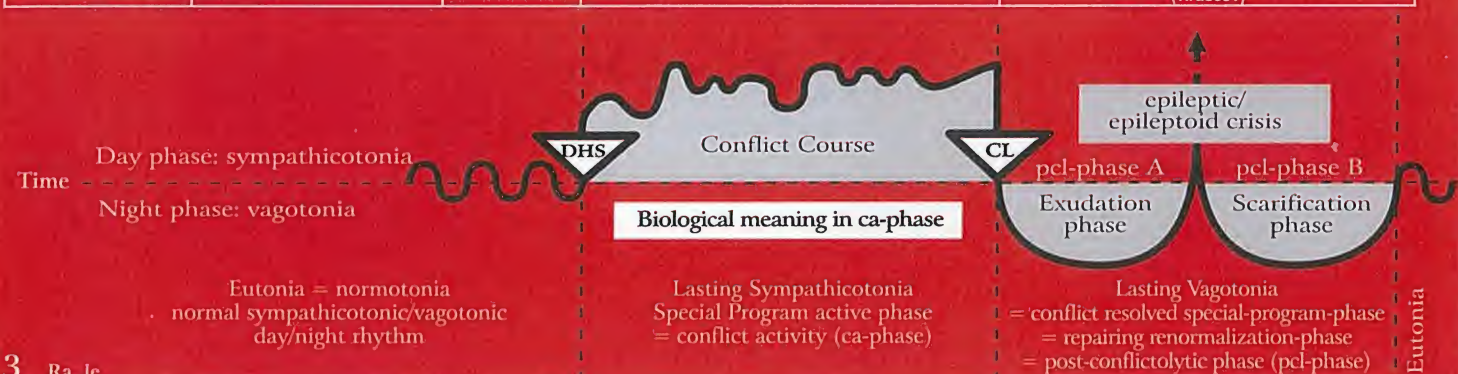 epileptic/
epileptoid crisis
DHS
Conflict Course
CL
Day phase: sympathicotonia
pcl-phase A
pcl-phase B
Time
Night phase: vagotonia
Exudation
phase
Scarification
phase
Biological meaning in ca-phase
Eutonia = normotonia
normal sympathicotonic/vagotonic
day/night rhythm
Lasting Sympathicotonia
Special Program active phase
= conflict activity (ca-phase)
Lasting Vagotonia
= conflict resolved special-program-phase
= repairing renormalization-phase
= post-conflictolytic phase (pcl-phase)
Eutonia
3 Ra, le